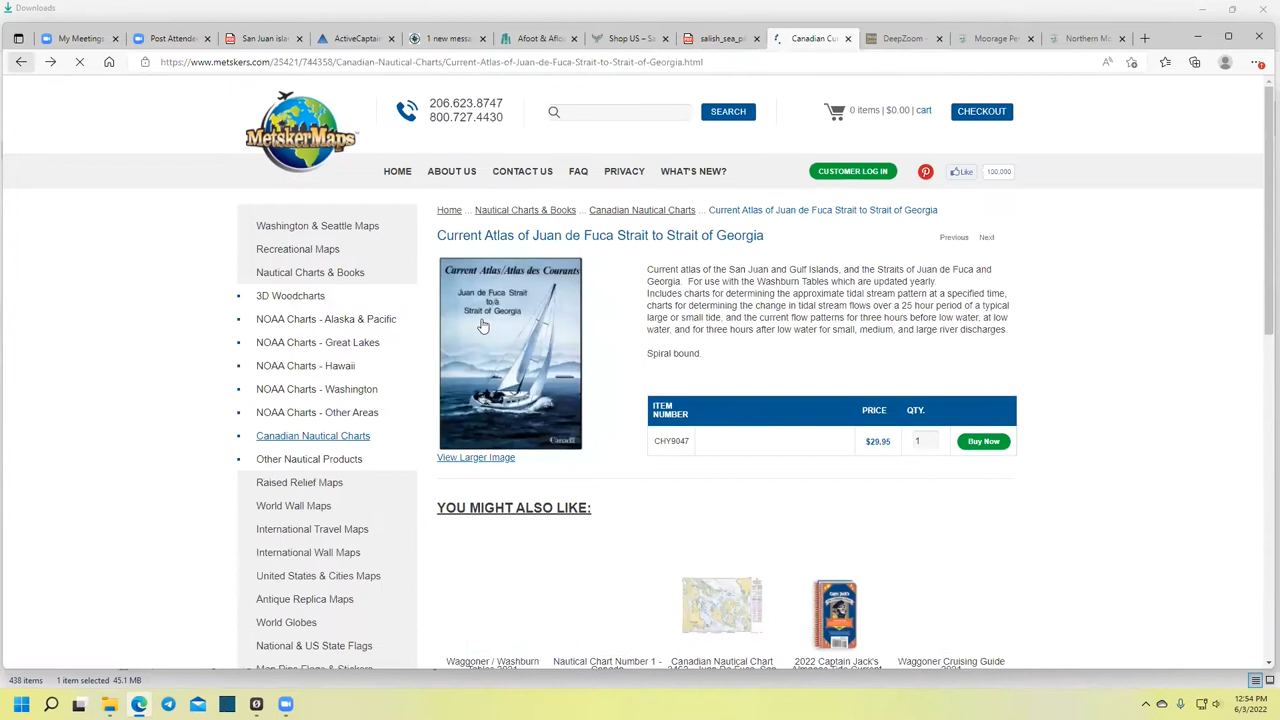 Downloads
My Meetings
Post Attende
San Juan isla
ActiveCaptain
1 new messa
Afoot & Afloa
Shop US – Sa
salish_sea_pil
Canadian Cur
DeepZoom -
Moorage Per
Northern Mo
https://www.metskers.com/25421/744358/Canadian-Nautical-Charts/Current-Atlas-of-Juan-de-Fuca-Strait-to-Strait-of-Georgia.html
MetskerMaps
206.623.8747
800.727.4430
SEARCH
0 items | $0.00 | cart
CHECKOUT
HOME
ABOUT US
CONTACT US
FAQ
PRIVACY
WHAT'S NEW?
CUSTOMER LOG IN
Like
100,000
Washington & Seattle Maps
Recreational Maps
Nautical Charts & Books
3D Woodcharts
NOAA Charts - Alaska & Pacific
NOAA Charts - Great Lakes
NOAA Charts - Hawaii
NOAA Charts - Washington
NOAA Charts - Other Areas
Canadian Nautical Charts
Other Nautical Products
Raised Relief Maps
World Wall Maps
International Travel Maps
International Wall Maps
United States & Cities Maps
Antique Replica Maps
World Globes
National & US State Flags
Map Pins Flags & Stickers
Home ... Nautical Charts & Books ... Canadian Nautical Charts ... Current Atlas of Juan de Fuca Strait to Strait of Georgia
Current Atlas of Juan de Fuca Strait to Strait of Georgia
Previous Next
Current Atlas/Atlas des Courants
Juan de Fuca Strait
to/à
Strait of Georgia
Canada
View Larger Image
Current atlas of the San Juan and Gulf Islands, and the Straits of Juan de Fuca and
Georgia. For use with the Washburn Tables which are updated yearly.
Includes charts for determining the approximate tidal stream pattern at a specified time,
charts for determining the change in tidal stream flows over a 25 hour period of a typical
large or small tide, and the current flow patterns for three hours before low water, at low
water, and for three hours after low water for small, medium, and large river discharges.
Spiral bound.
ITEM
NUMBER
PRICE
QTY.
CHY9047
$29.95
1
Buy Now
YOU MIGHT ALSO LIKE:
Waggoner / Washburn
Nautical Chart Number 1 -
Canadian Nautical Chart
2022 Captain Jack's
Waggoner Cruising Guide
438 items
1 item selected 45.1 MB
12:54 PM
6/3/2022